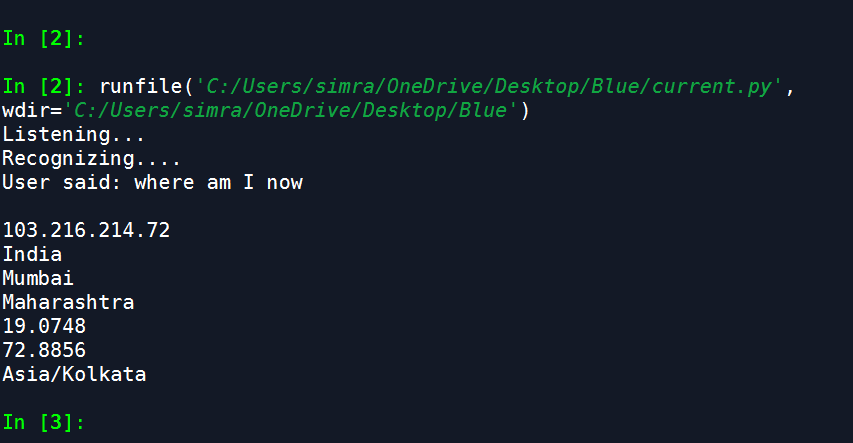 In [2]:
In [2]: runfile('C:/Users/simra/OneDrive/Desktop/Blue/current.py',
wdir='C:/Users/simra/OneDrive/Desktop/Blue')
Listening...
Recognizing....
User said: where am I now
103.216.214.72
India
Mumbai
Maharashtra
19.0748
72.8856
Asia/Kolkata
In [3]: